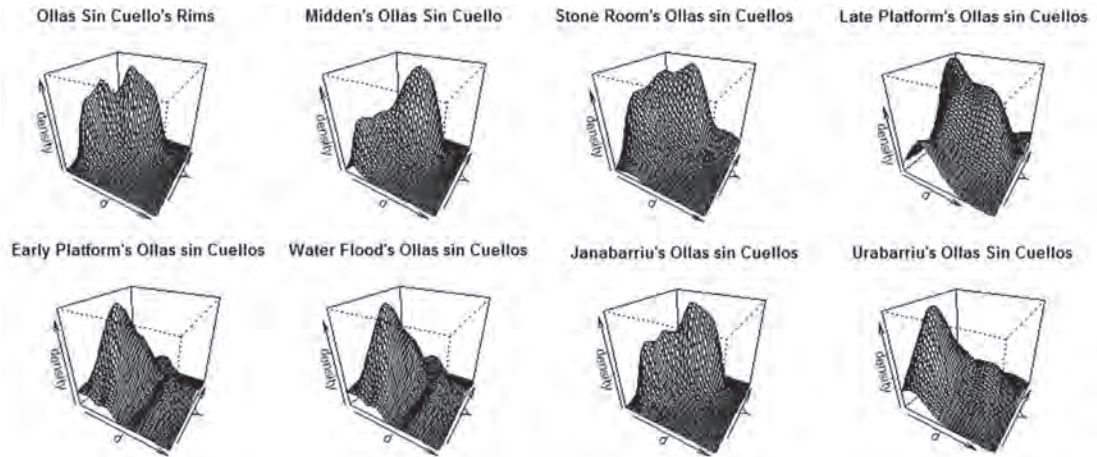 Ollas Sin Cuello's Rims
Midden's Ollas Sin Cuello
Stone Room's Ollas sin Cuellos
Late Platform's Ollas sin Cuellos
density
density
density
density
Early Platform's Ollas sin Cuellos
Water Flood's Ollas sin Cuellos
Janabarriu's Ollas sin Cuellos
Urabarriu's Ollas Sin Cuellos
density
density
density
density